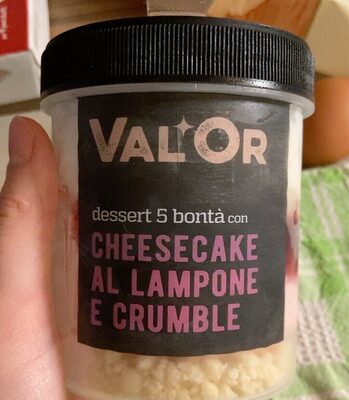 VAL'OR
dessert 5 bontà con
CHEESECAKE
AL LAMPONE
E CRUMBLE